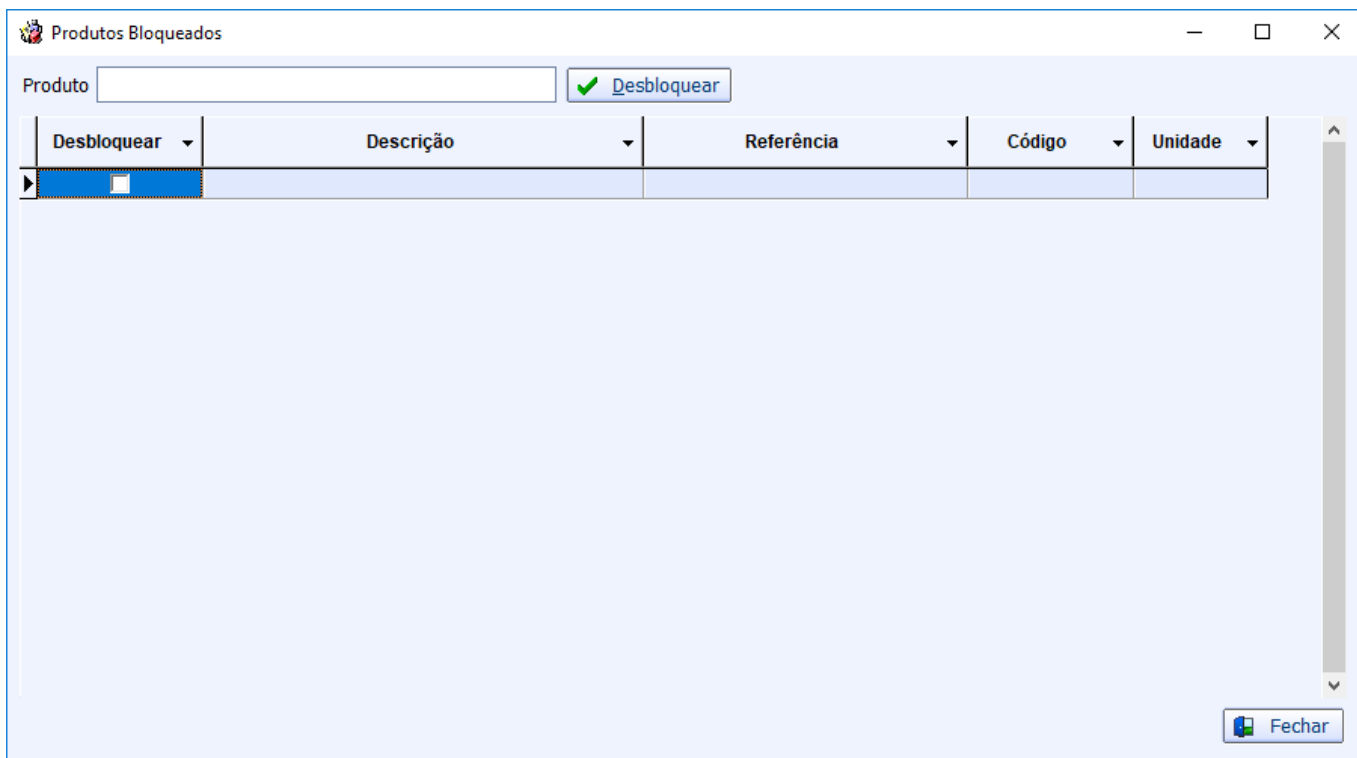 Produtos Bloqueados
Produto Desbloquear
Desbloquear Descrição Referência Código Unidade
Fechar